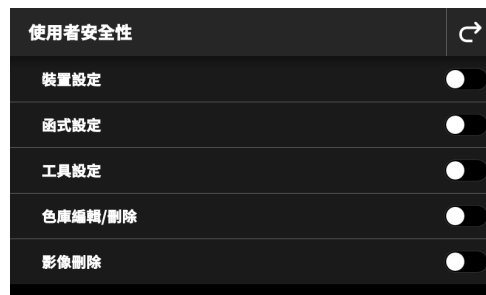 使用者安全性
裝置設定
函式設定
工具設定
色庫編輯/刪除
影像刪除